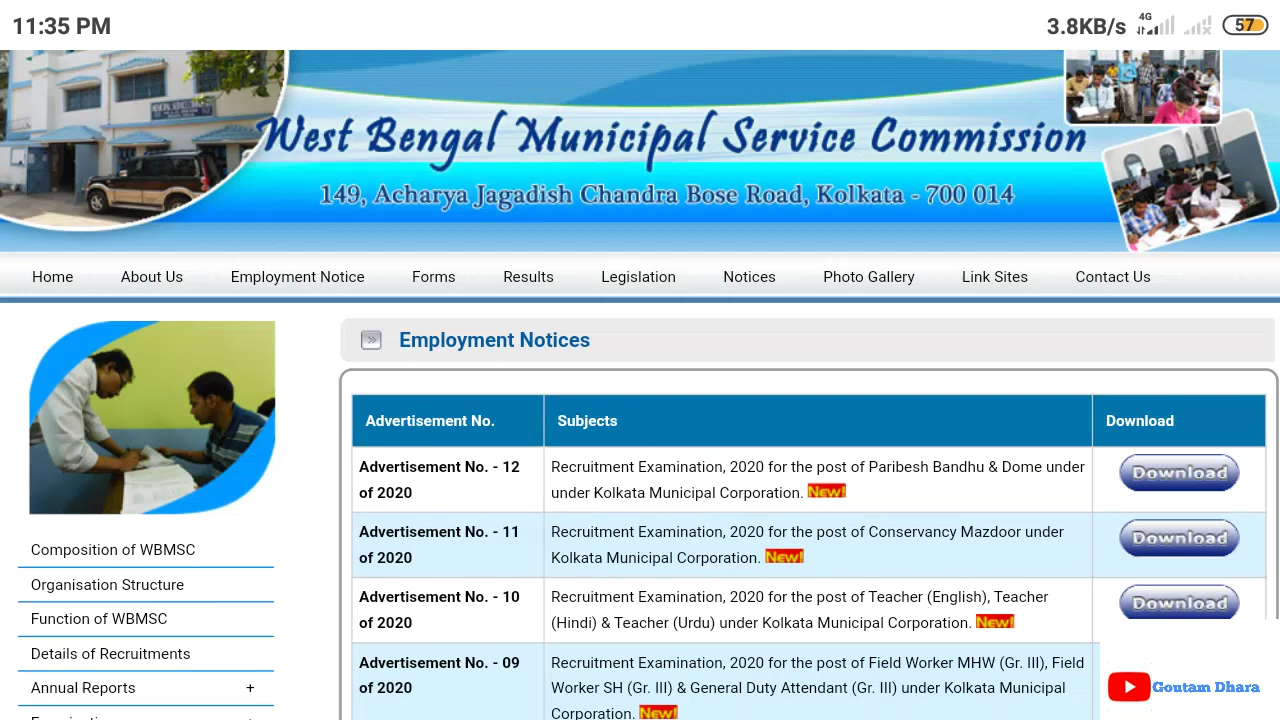 11:35 PM
3.8KB/s 4G 57
West Bengal Municipal Service Commission
149, Acharya Jagadish Chandra Bose Road, Kolkata - 700 014
Home About Us Employment Notice Forms Results Legislation Notices Photo Gallery Link Sites Contact Us
Employment Notices
Advertisement No. Subjects Download
Advertisement No. - 12 Recruitment Examination, 2020 for the post of Paribesh Bandhu & Dome under Download
of 2020 under Kolkata Municipal Corporation. New!
Advertisement No. - 11 Recruitment Examination, 2020 for the post of Conservancy Mazdoor under Download
of 2020 Kolkata Municipal Corporation. New!
Composition of WBMSC
Organisation Structure
Advertisement No. - 10 Recruitment Examination, 2020 for the post of Teacher (English), Teacher Download
of 2020 (Hindi) & Teacher (Urdu) under Kolkata Municipal Corporation. New!
Function of WBMSC
Details of Recruitments
Advertisement No. - 09 Recruitment Examination, 2020 for the post of Field Worker MHW (Gr. III), Field
of 2020 Worker SH (Gr. III) & General Duty Attendant (Gr. III) under Kolkata Municipal
Corporation. New!
Annual Reports +
Goutam Dhara